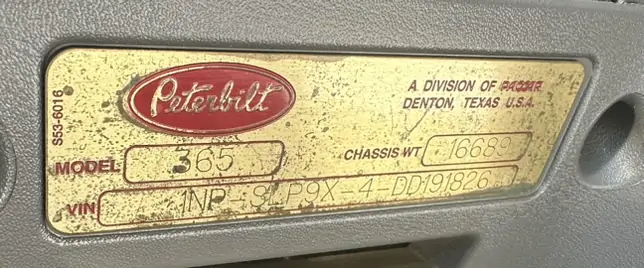 Peterbilt
A DIVISION OF PACCAR
DENTON, TEXAS U.S.A.
S53-6016
MODEL 365
CHASSIS WT 16689
VIN 1NP-SLP9X-4-DD191826